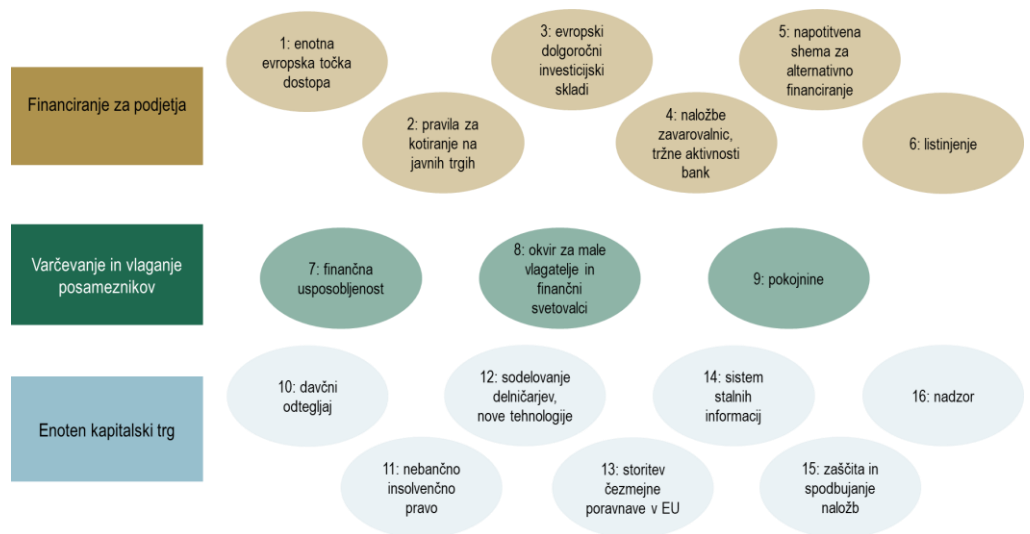 Financiranje za podjetja
1: enotna
evropska točka
dostopa
2: pravila za
kotiranje na
javnih trgih
3: evropski
dolgoročni
investicijski
skladi
4: naložbe
zavarovalnic,
tržne aktivnosti
bank
5: napotitvena
shema za
alternativno
financiranje
6: listinjenje
Varčevanje in vlaganje
posameznikov
7: finančna
usposobljenost
8: okvir za male
vlagatelje in
finančni
svetovalci
9: pokojnine
Enoten kapitalski trg
10: davčni
odtegljaj
11: nebančno
insolvenčno
pravo
12: sodelovanje
delničarjev,
nove tehnologije
13: storitev
čezmejne
poravnave v EU
14: sistem
stalnih
informacij
15: zaščita in
spodbujanje
naložb
16: nadzor